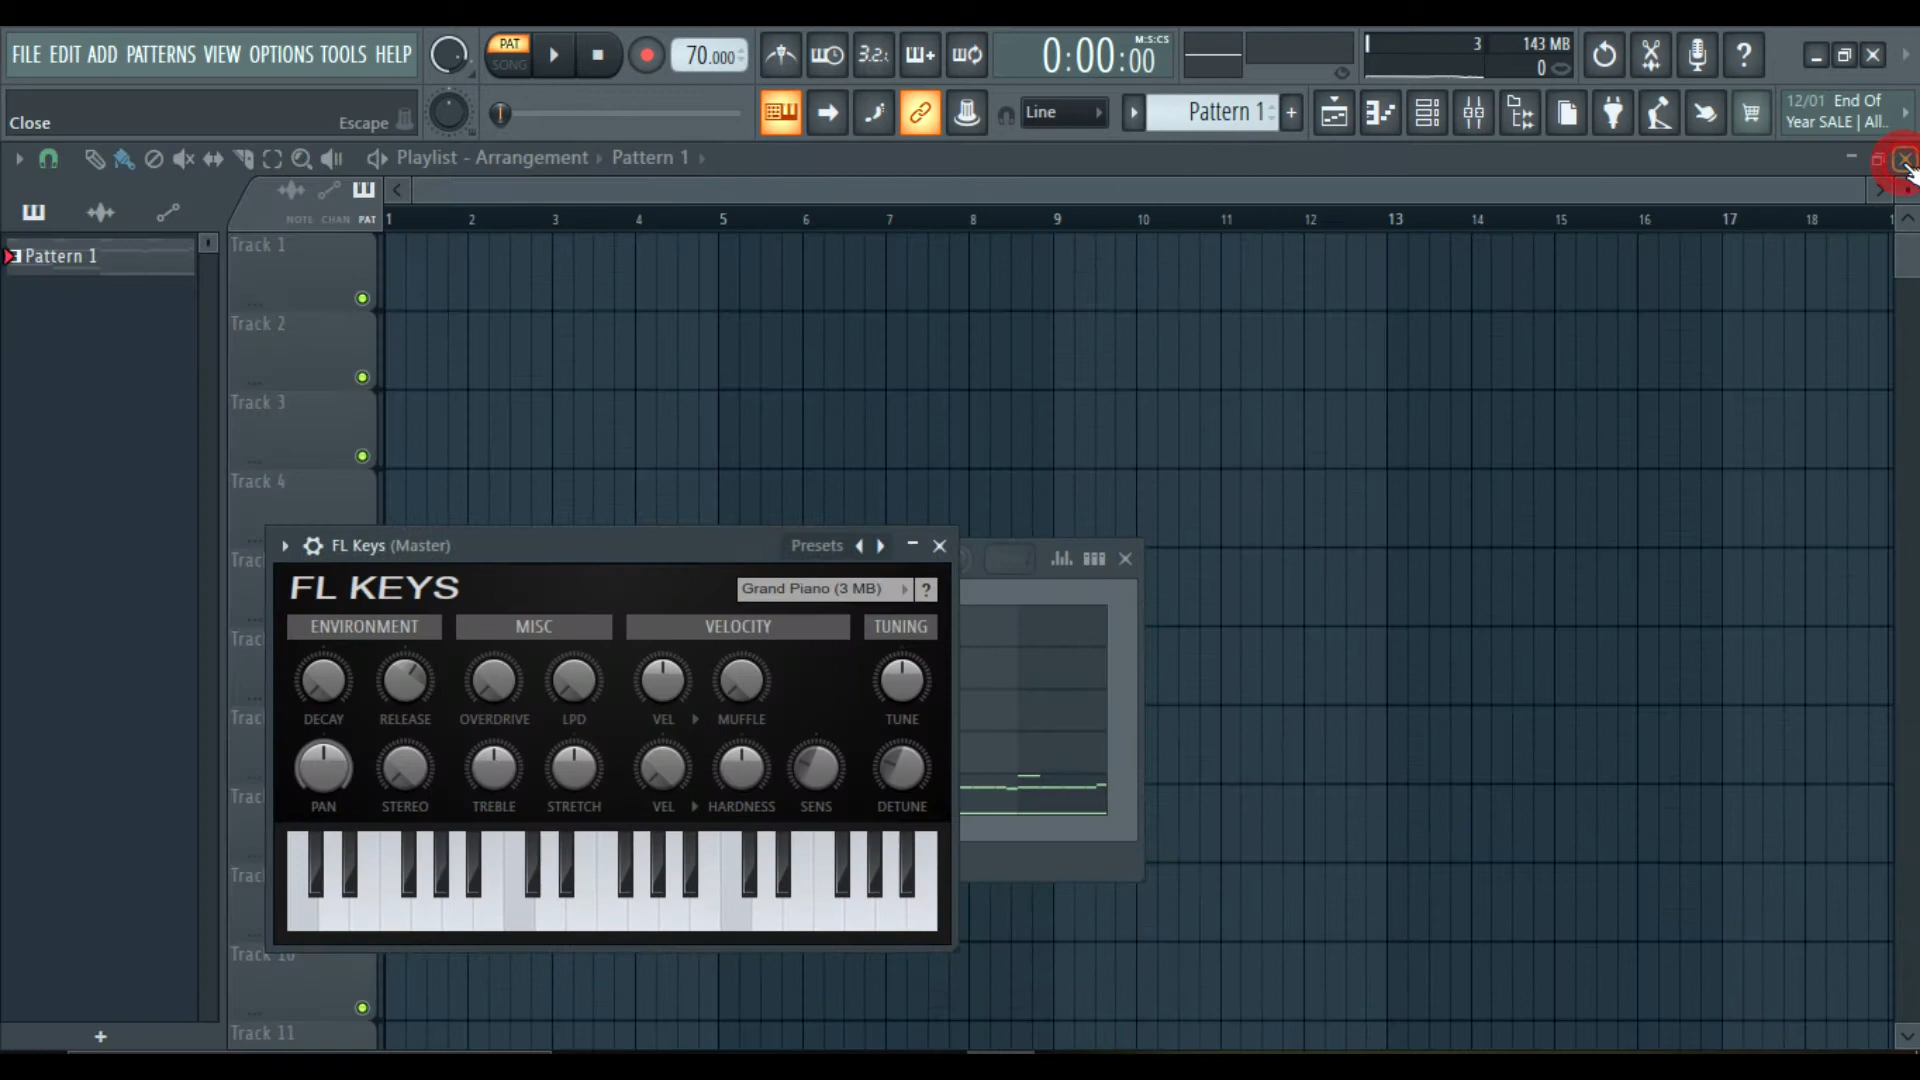 FILE EDIT ADD PATTERNS VIEW OPTIONS TOOLS HELP
PAT
SONG
70.000
3.2.
M:S:CS
0:00:00
3
143 MB
0
?
Close
Escape
Line
Pattern 1
+
12/01 End Of
Year SALE | All..
Playlist - Arrangement
Pattern 1
NOTE CHAN PAT
1 2 3 4 5 6 7 8 9 10 11 12 13 14 15 16 17 18
Pattern 1
Track 1
Track 2
Track 3
Track 4
FL Keys (Master)
Presets
FL KEYS
Grand Piano (3 MB)
?
ENVIRONMENT
MISC
VELOCITY
TUNING
DECAY
RELEASE
OVERDRIVE
LPD
VEL
MUFFLE
TUNE
PAN
STEREO
TREBLE
STRETCH
VEL
HARDNESS
SENS
DETUNE
Track 10
Track 11
+